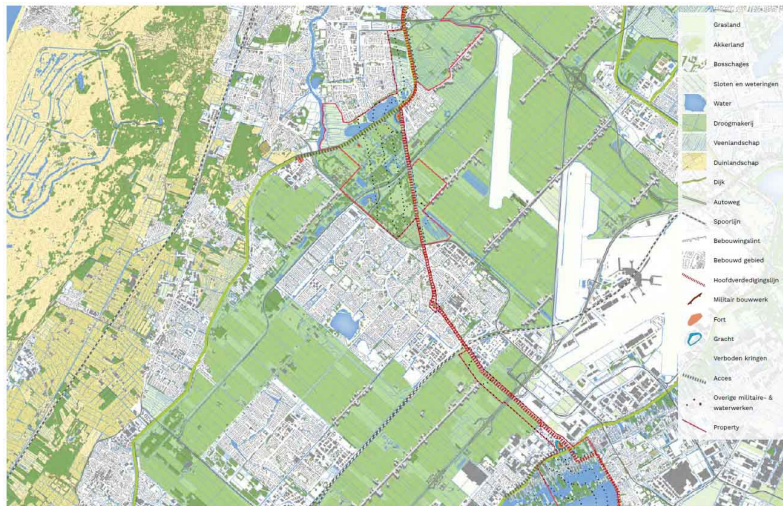 Grasland
Akkerland
Bosschages
Sloten en weteringen
Water
Droogmakerij
Veenlandschap
Duinlandschap
Dijk
Autoweg
Spoorlijn
Bebouwingslint
Bebouwd gebied
Hoofdverdedigingslijn
Militair bouwwerk
Fort
Gracht
Verboden kringen
Acces
Overige militaire- &
waterwerken
Property